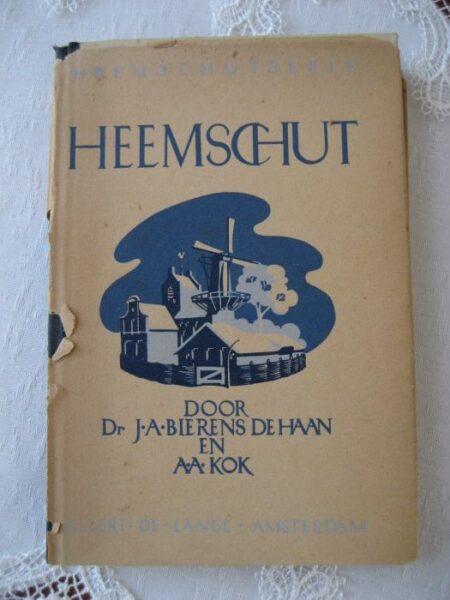 HEEMSCHUTSERIE
HEEMSCHUT
DOOR
Dr J·A·BIERENS DE HAAN
EN
A·A·KOK
ALLERT·DE·LANGE·AMSTERDAM